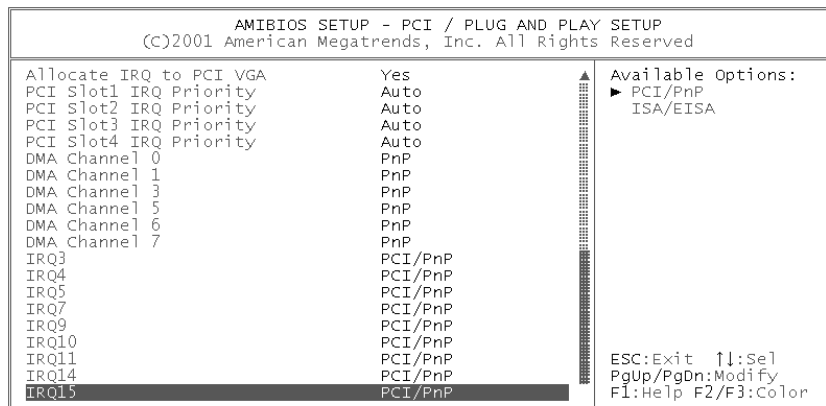 AMIBIOS SETUP - PCI / PLUG AND PLAY SETUP
(C)2001 American Megatrends, Inc. All Rights Reserved
Allocate IRQ to PCI VGA Yes
PCI Slot1 IRQ Priority Auto
PCI Slot2 IRQ Priority Auto
PCI Slot3 IRQ Priority Auto
PCI Slot4 IRQ Priority Auto
DMA Channel 0 PnP
DMA Channel 1 PnP
DMA Channel 3 PnP
DMA Channel 5 PnP
DMA Channel 6 PnP
DMA Channel 7 PnP
IRQ3 PCI/PnP
IRQ4 PCI/PnP
IRQ5 PCI/PnP
IRQ7 PCI/PnP
IRQ9 PCI/PnP
IRQ10 PCI/PnP
IRQ11 PCI/PnP
IRQ14 PCI/PnP
IRQ15 PCI/PnP
Available Options:
► PCI/PnP
ISA/EISA
ESC:Exit ↑↓:Sel
PgUp/PgDn:Modify
F1:Help F2/F3:Color